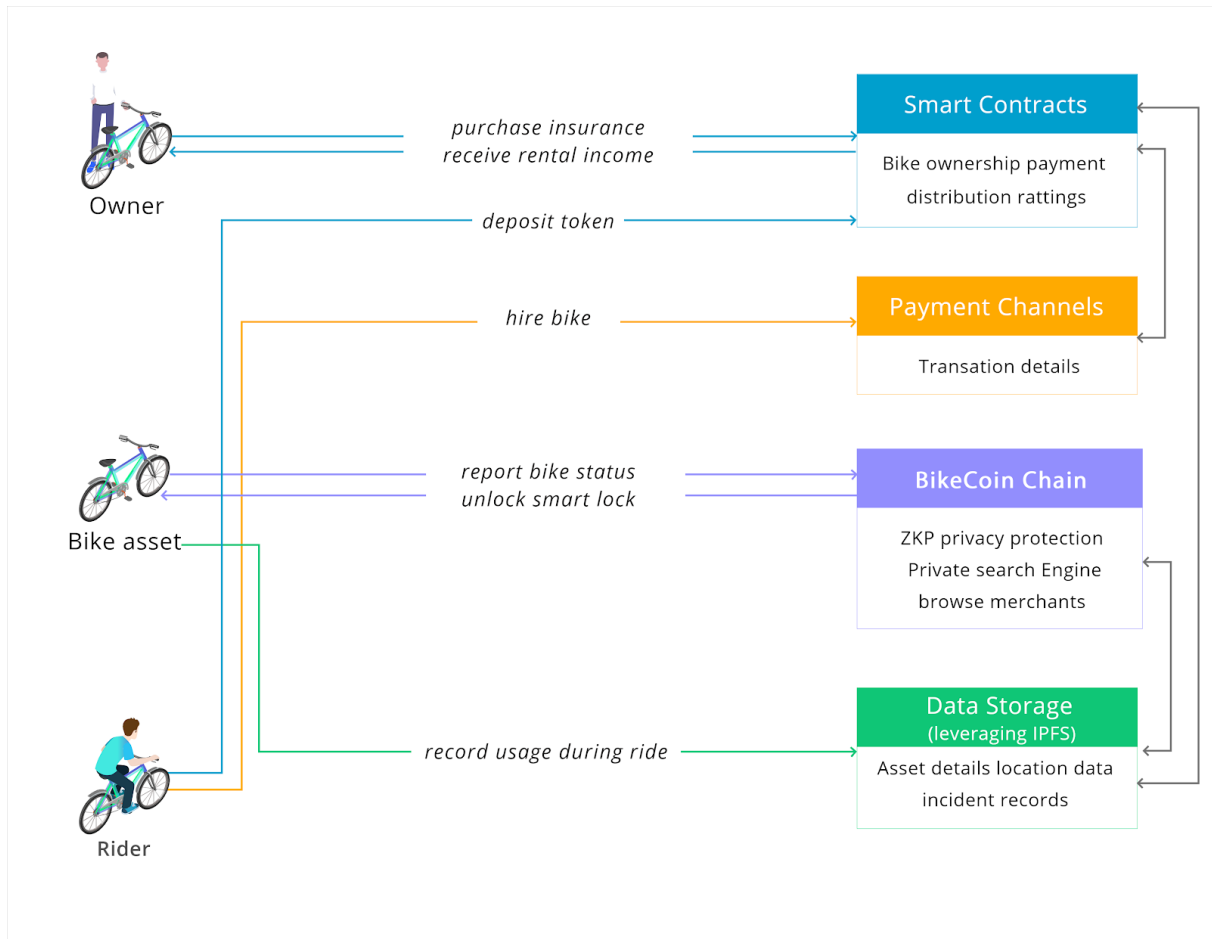 Smart Contracts
purchase insurance
receive rental income
Bike ownership payment
distribution rattings
Owner
deposit token
Payment Channels
hire bike
Transation details
report bike status
unlock smart lock
BikeCoin Chain
Bike asset
ZKP privacy protection
Private search Engine
browse merchants
Data Storage
(leveraging IPFS)
record usage during ride
Asset details location data
incident records
Rider